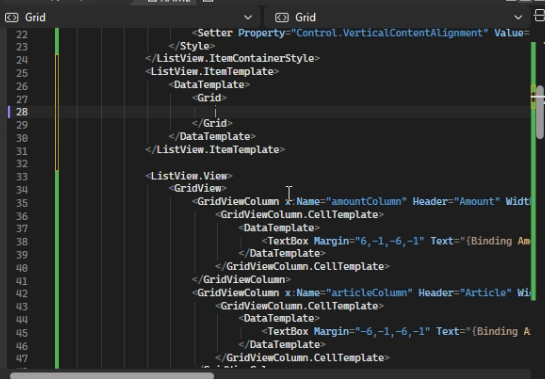 Grid Grid
22 <Setter Property="Control.VerticalContentAlignment" Value=
23 </Style>
24 </ListView.ItemContainerStyle>
25 <ListView.ItemTemplate>
26 <DataTemplate>
27 <Grid>
28
29 </Grid>
30 </DataTemplate>
31 </ListView.ItemTemplate>
32
33 <ListView.View>
34 <GridView>
35 <GridViewColumn x:Name="amountColumn" Header="Amount" Width
36 <GridViewColumn.CellTemplate>
37 <DataTemplate>
38 <TextBox Margin="6,-1,-6,-1" Text="{Binding Am
39 </DataTemplate>
40 </GridViewColumn.CellTemplate>
41 </GridViewColumn>
42 <GridViewColumn x:Name="articleColumn" Header="Article" Wi
43 <GridViewColumn.CellTemplate>
44 <DataTemplate>
45 <TextBox Margin="-6,-1,-6,-1" Text="{Binding A
46 </DataTemplate>
47 </GridViewColumn.CellTemplate>